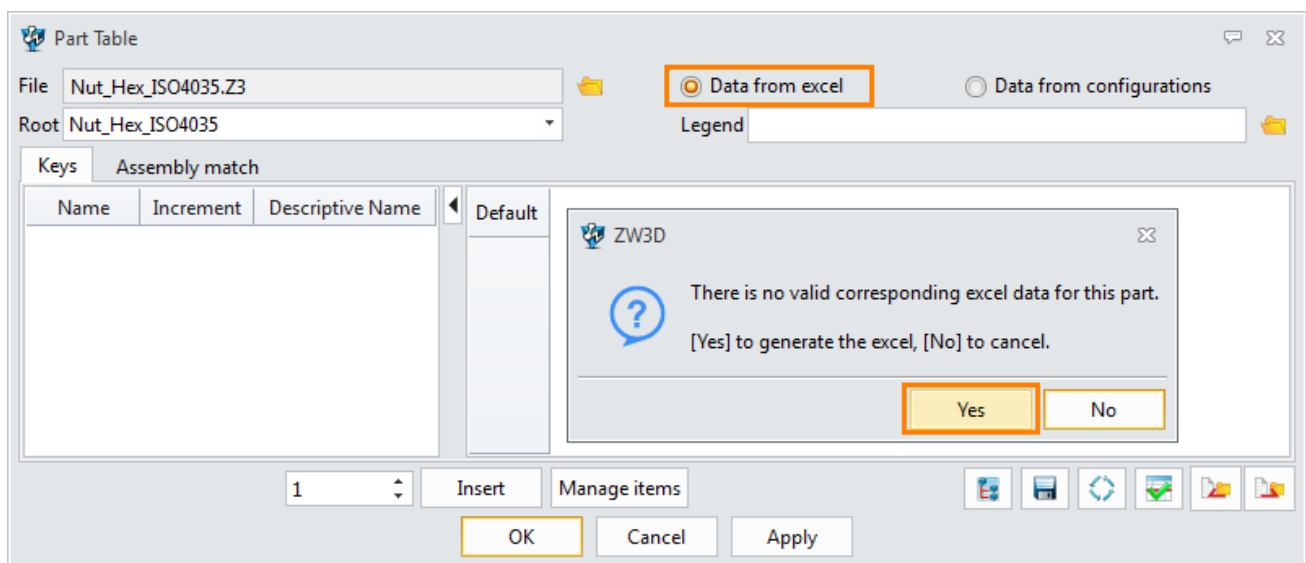 Part Table
File Nut_Hex_ISO4035.Z3 Data from excel Data from configurations
Root Nut_Hex_ISO4035 Legend
Keys Assembly match
Name Increment Descriptive Name Default
ZW3D
There is no valid corresponding excel data for this part.
[Yes] to generate the excel, [No] to cancel.
Yes No
1 Insert Manage items
OK Cancel Apply